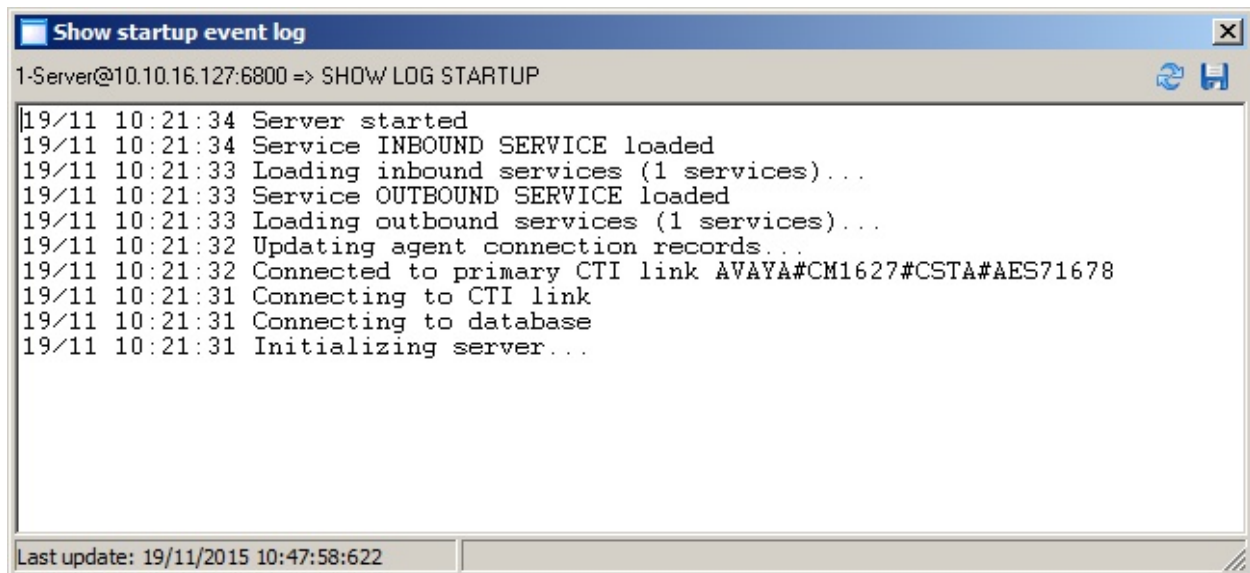 Show startup event log
1-Server@10.10.16.127:6800 => SHOW LOG STARTUP
19/11 10:21:34 Server started
19/11 10:21:34 Service INBOUND SERVICE loaded
19/11 10:21:33 Loading inbound services (1 services)...
19/11 10:21:33 Service OUTBOUND SERVICE loaded
19/11 10:21:33 Loading outbound services (1 services)...
19/11 10:21:32 Updating agent connection records...
19/11 10:21:32 Connected to primary CTI link AVAYA#CM1627#CSTA#AES71678
19/11 10:21:31 Connecting to CTI link
19/11 10:21:31 Connecting to database
19/11 10:21:31 Initializing server...
Last update: 19/11/2015 10:47:58:622